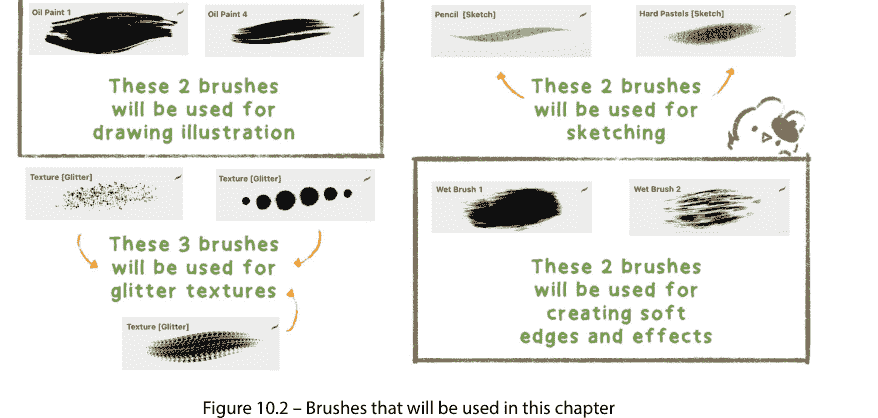 Oil Paint 1
Oil Paint 4
These 2 brushes
will be used for
drawing illustration
Pencil [Sketch]
Hard Pastels [Sketch]
These 2 brushes
will be used for
sketching
Texture [Glitter]
Texture [Glitter]
These 3 brushes
will be used for
glitter textures
Texture [Glitter]
Wet Brush 1
Wet Brush 2
These 2 brushes
will be used for
creating soft
edges and effects
Figure 10.2 – Brushes that will be used in this chapter